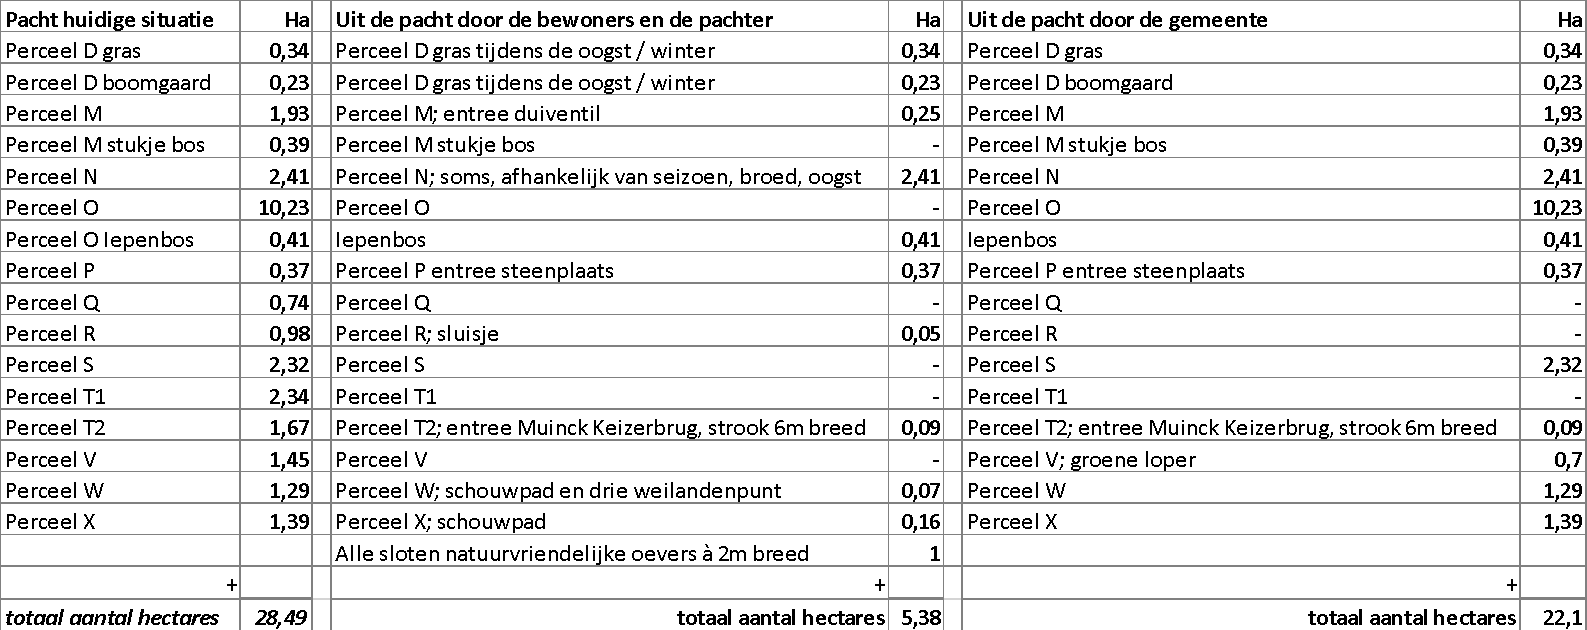 Pacht huidige situatie Ha Uit de pacht door de bewoners en de pachter Ha Uit de pacht door de gemeente Ha
Perceel D gras 0,34 Perceel D gras tijdens de oogst / winter 0,34 Perceel D gras 0,34
Perceel D boomgaard 0,23 Perceel D gras tijdens de oogst / winter 0,23 Perceel D boomgaard 0,23
Perceel M 1,93 Perceel M; entree duiventil 0,25 Perceel M 1,93
Perceel M stukje bos 0,39 Perceel M stukje bos - Perceel M stukje bos 0,39
Perceel N 2,41 Perceel N; soms, afhankelijk van seizoen, broed, oogst 2,41 Perceel N 2,41
Perceel O 10,23 Perceel O - Perceel O 10,23
Perceel O Iepenbos 0,41 Iepenbos 0,41 Iepenbos 0,41
Perceel P 0,37 Perceel P entree steenplaats 0,37 Perceel P entree steenplaats 0,37
Perceel Q 0,74 Perceel Q - Perceel Q -
Perceel R 0,98 Perceel R; sluisje 0,05 Perceel R -
Perceel S 2,32 Perceel S - Perceel S 2,32
Perceel T1 2,34 Perceel T1 - Perceel T1 -
Perceel T2 1,67 Perceel T2; entree Muinck Keizerbrug, strook 6m breed 0,09 Perceel T2; entree Muinck Keizerbrug, strook 6m breed 0,09
Perceel V 1,45 Perceel V - Perceel V; groene loper 0,7
Perceel W 1,29 Perceel W; schouwpad en drie weilandenpunt 0,07 Perceel W 1,29
Perceel X 1,39 Perceel X; schouwpad 0,16 Perceel X 1,39
Alle sloten natuurvriendelijke oevers à 2m breed 1
+ + +
totaal aantal hectares 28,49 totaal aantal hectares 5,38 totaal aantal hectares 22,1